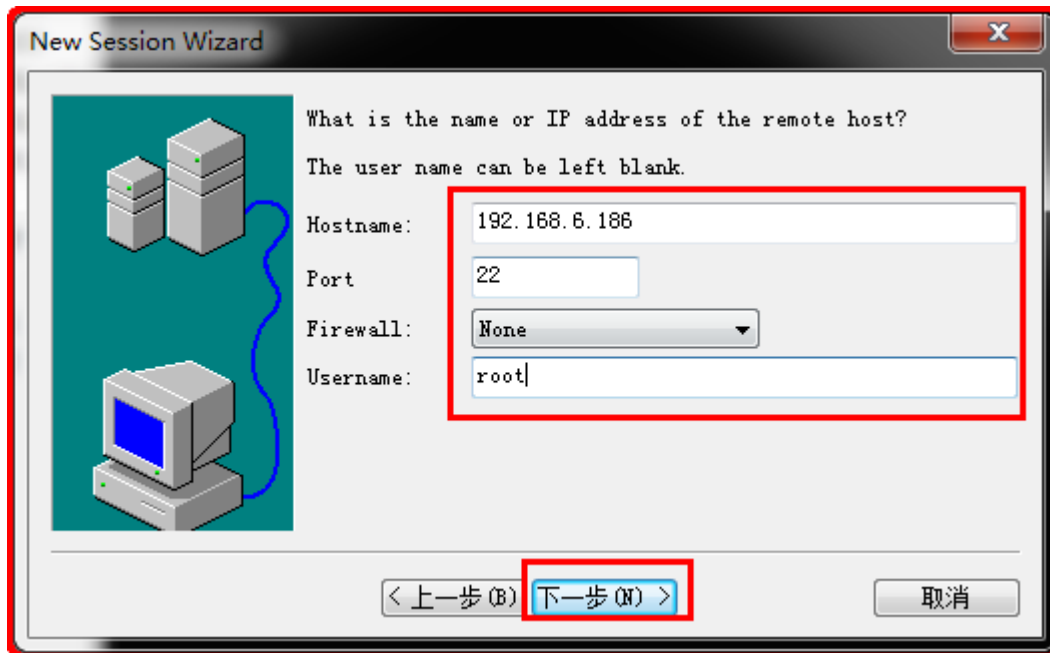 New Session Wizard
What is the name or IP address of the remote host?
The user name can be left blank.
Hostname: 192.168.6.186
Port 22
Firewall: None
Username: root
< 上一步(B) 下一步(N) > 取消